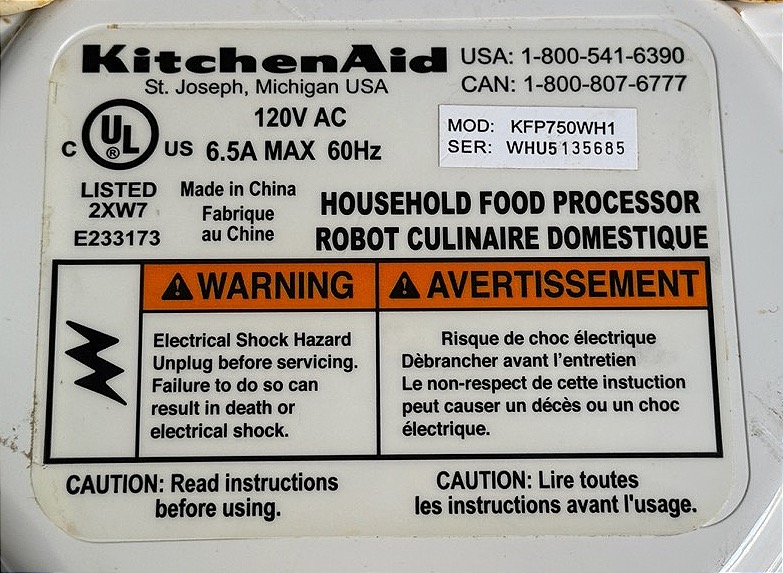 KitchenAid
St. Joseph, Michigan USA
USA: 1-800-541-6390
CAN: 1-800-807-6777
120V AC
6.5A MAX 60Hz
C UL ® US
LISTED
2XW7
E233173
Made in China
Fabrique
au Chine
MOD: KFP750WH1
SER: WHU5135685
HOUSEHOLD FOOD PROCESSOR
ROBOT CULINAIRE DOMESTIQUE
WARNING
Electrical Shock Hazard
Unplug before servicing.
Failure to do so can
result in death or
electrical shock.
AVERTISSEMENT
Risque de choc électrique
Dèbrancher avant l'entretien
Le non-respect de cette instuction
peut causer un décès ou un choc
électrique.
CAUTION: Read instructions
before using.
CAUTION: Lire toutes
les instructions avant l'usage.